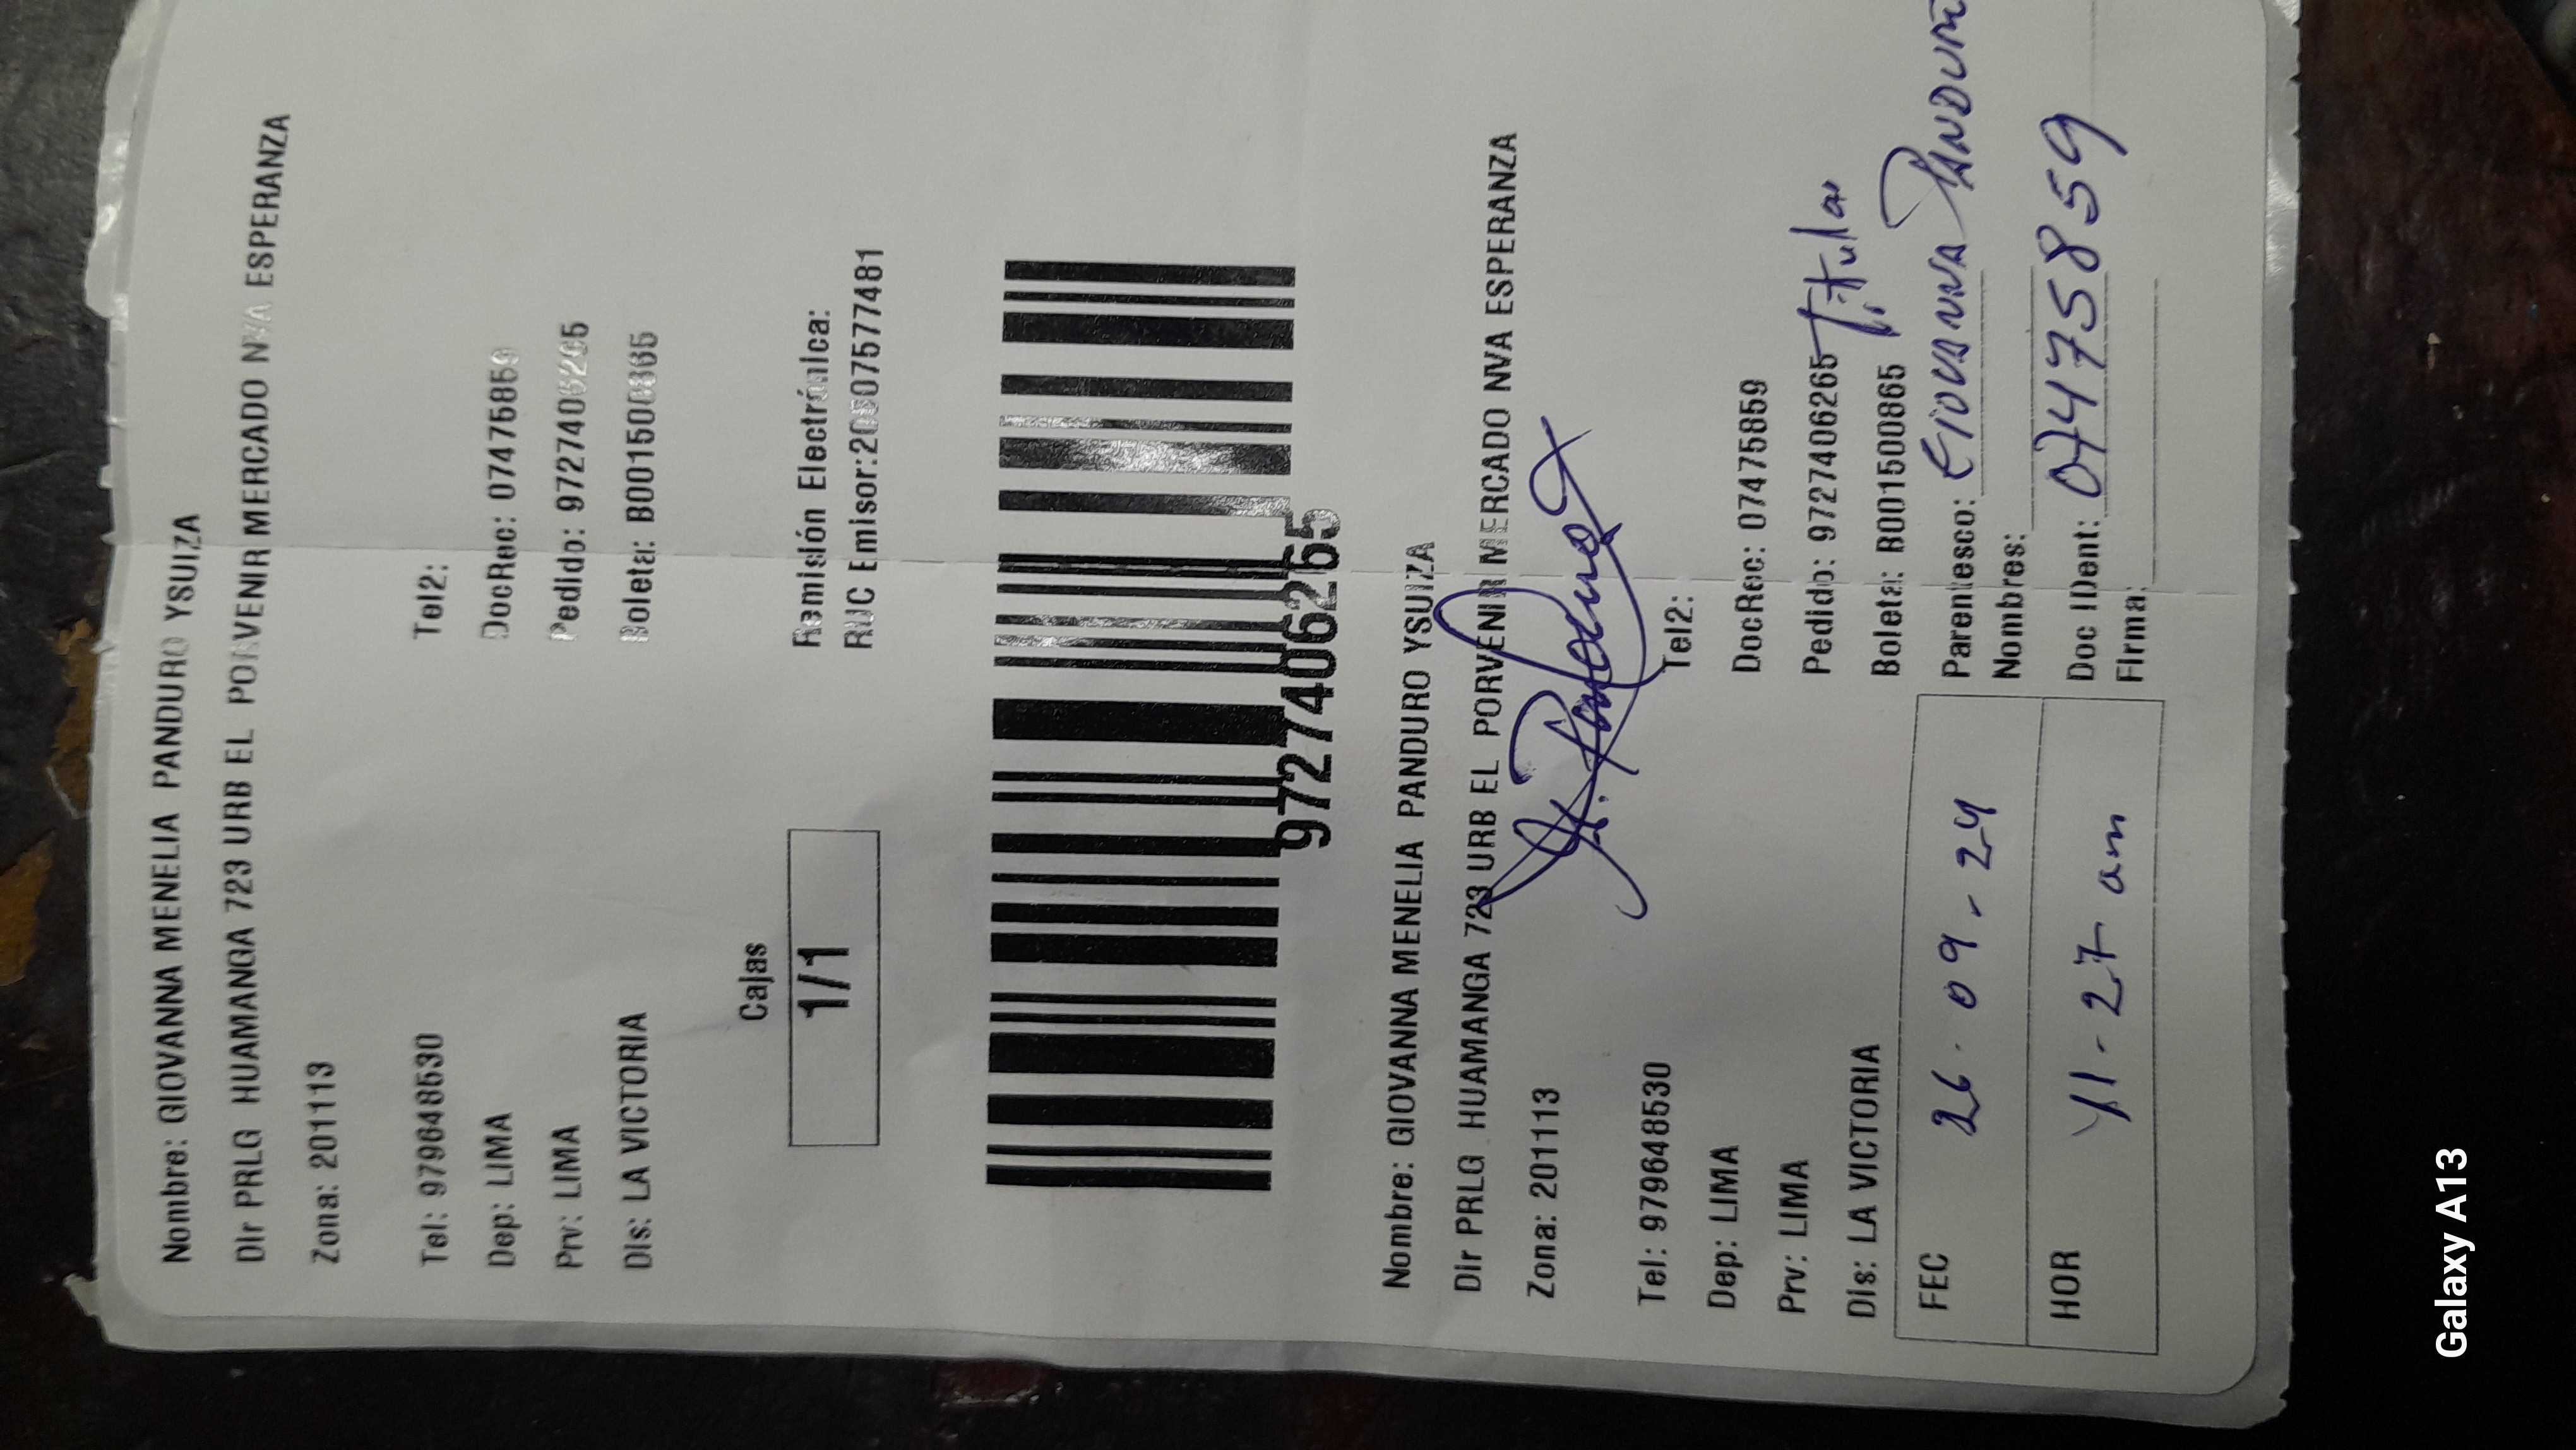 Nombre: GIOVANNA MENELIA PANDURO YSUIZA
Dir PRLG HUAMANGA 723 URB EL PORVENIR MERCADO NVA ESPERANZA
Zona: 201113
Tel: 979648530 Tel2:
Dep: LIMA DocRec: 07475859
Prv: LIMA Pedido: 9727406265
Dis: LA VICTORIA Boleta: B001500865
Cajas
1/1
Remisión Electrónica:
RUC Emisor:20507577481
9727406265
Nombre: GIOVANNA MENELIA PANDURO YSUIZA
Dir PRLG HUAMANGA 723 URB EL PORVENIR MERCADO NVA ESPERANZA
Zona: 201113
Tel: 979648530 Tel2:
Dep: LIMA DocRec: 07475859
Prv: LIMA Pedido: 9727406265
Dis: LA VICTORIA Boleta: B001500865
Titular
FEC 26.09-24
Parentesco: Giovanna Panduro
Nombres:
HOR 11-27 am
Doc IDent: 07475859
Firma:
Galaxy A13